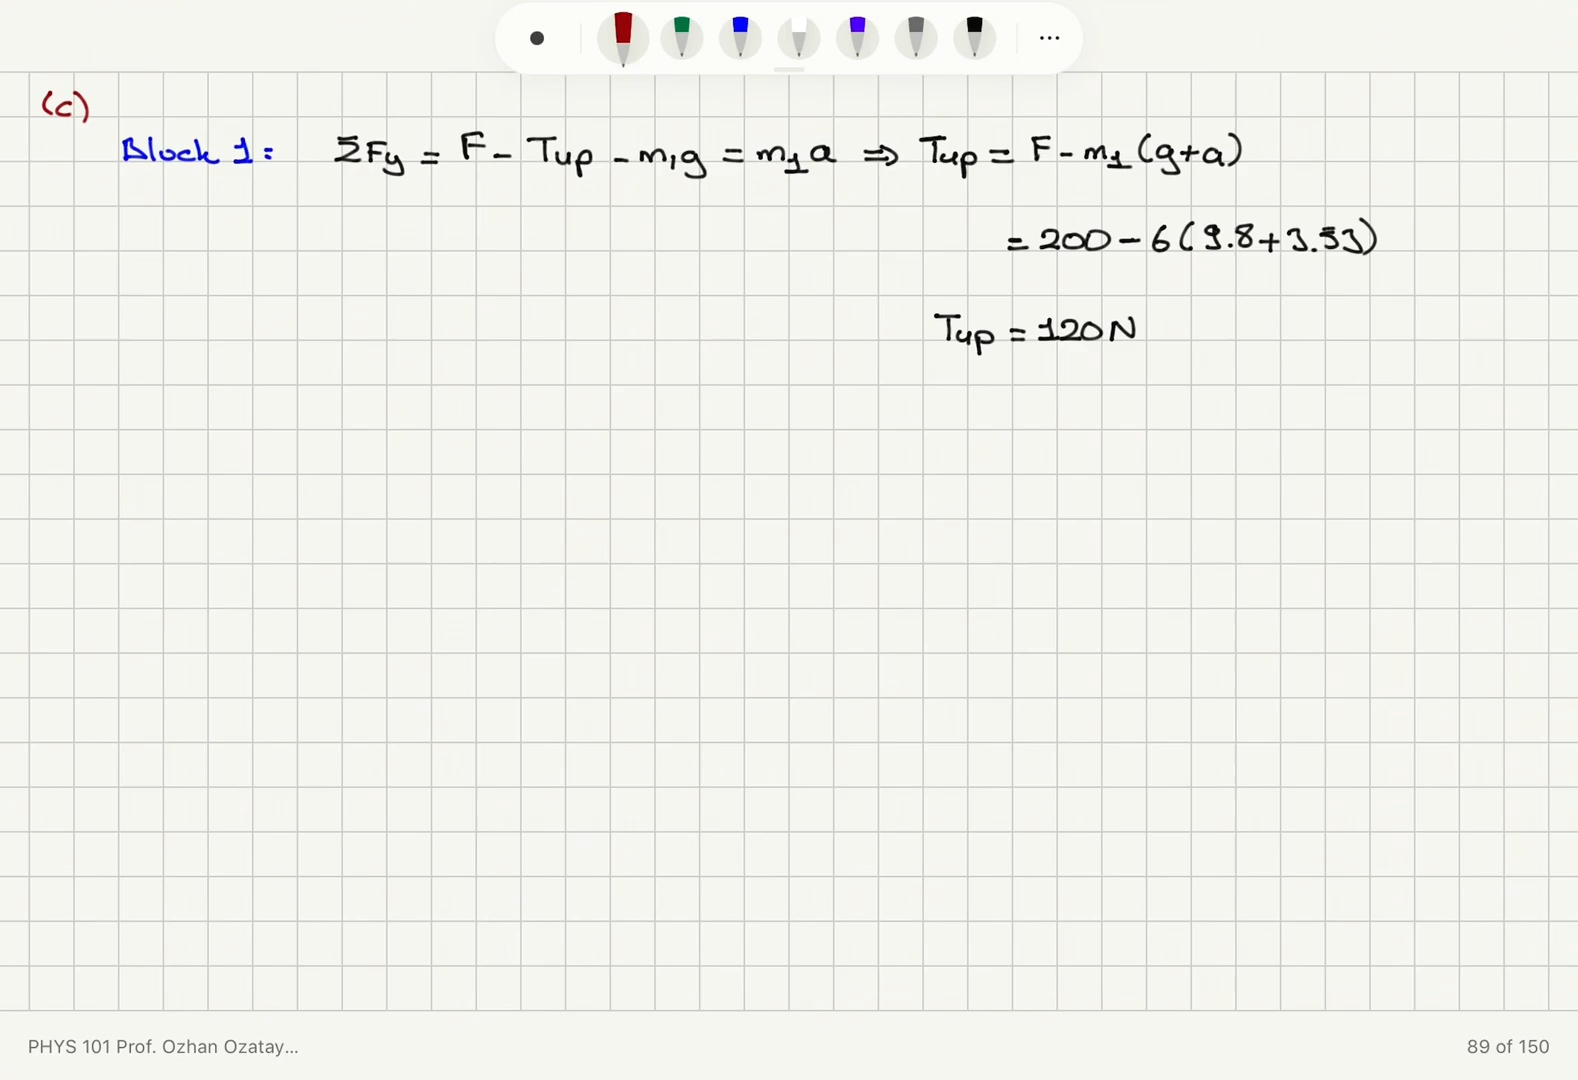 (c)
Block 1: ΣFy = F - Tup - m1g = m1a ⇒ Tup = F - m1(g+a)
= 200 - 6(9.8+3.53)
Tup = 120N
PHYS 101 Prof. Ozhan Ozatay...
89 of 150